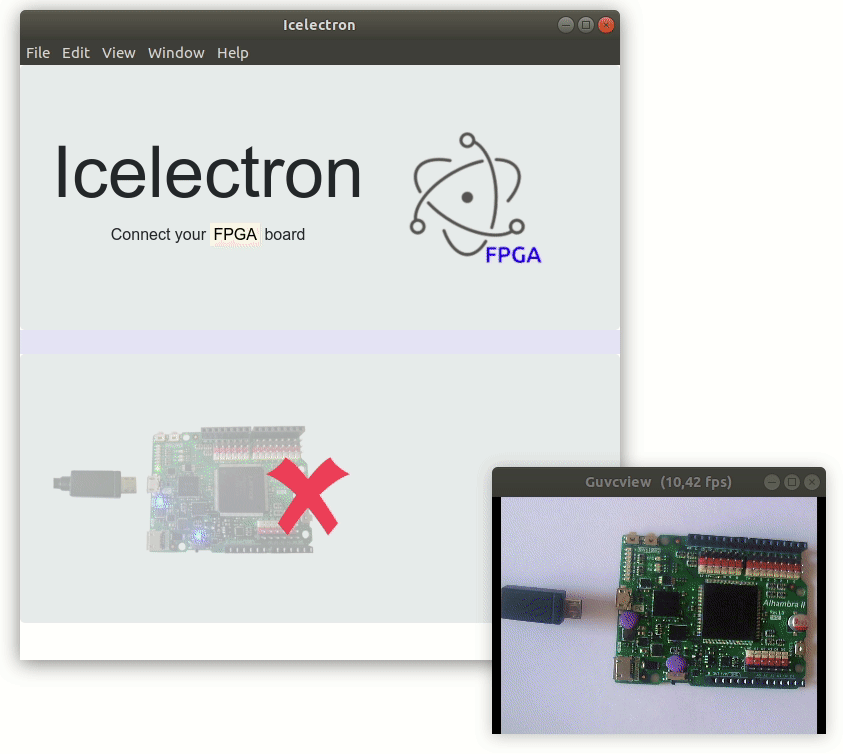 Icelectron
File Edit View Window Help
Icelectron
Connect your FPGA board
FPGA
Guvcview (10,42 fps)
Alhambra II